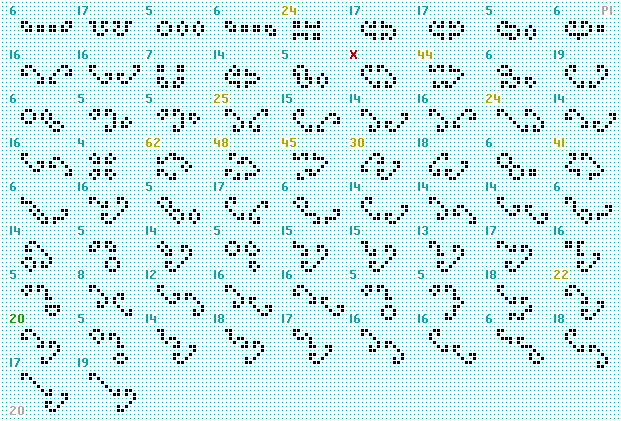 6 17 5 6 24 17 17 5 6 P1
16 16 7 14 5 X 44 6 19
6 5 5 25 15 14 16 24 14
16 4 62 48 45 30 18 6 41
6 16 5 17 6 14 14 14 6
14 5 14 5 15 15 13 17 16
5 8 12 16 16 5 5 18 22
20 5 14 18 17 16 16 6 18
17 19
20